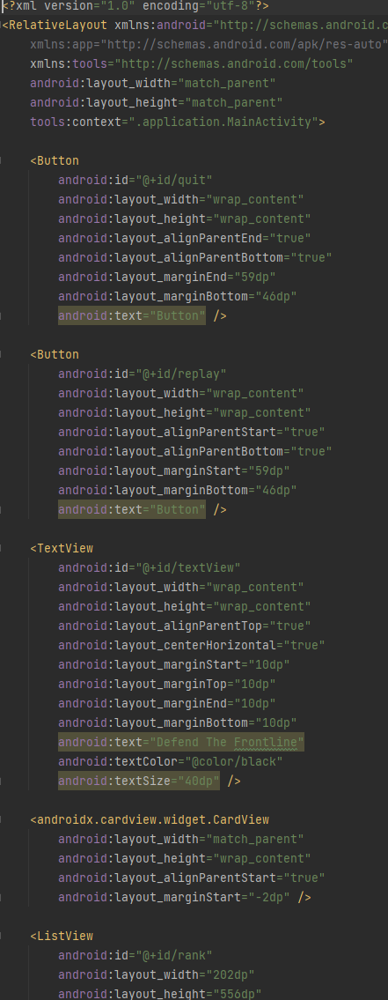 <?xml version="1.0" encoding="utf-8"?>
<RelativeLayout xmlns:android="http://schemas.android.c
xmlns:app="http://schemas.android.com/apk/res-auto"
xmlns:tools="http://schemas.android.com/tools"
android:layout_width="match_parent"
android:layout_height="match_parent"
tools:context=".application.MainActivity">
<Button
android:id="@+id/quit"
android:layout_width="wrap_content"
android:layout_height="wrap_content"
android:layout_alignParentEnd="true"
android:layout_alignParentBottom="true"
android:layout_marginEnd="59dp"
android:layout_marginBottom="46dp"
android:text="Button" />
<Button
android:id="@+id/replay"
android:layout_width="wrap_content"
android:layout_height="wrap_content"
android:layout_alignParentStart="true"
android:layout_alignParentBottom="true"
android:layout_marginStart="59dp"
android:layout_marginBottom="46dp"
android:text="Button" />
<TextView
android:id="@+id/textView"
android:layout_width="wrap_content"
android:layout_height="wrap_content"
android:layout_alignParentTop="true"
android:layout_centerHorizontal="true"
android:layout_marginStart="10dp"
android:layout_marginTop="10dp"
android:layout_marginEnd="10dp"
android:layout_marginBottom="10dp"
android:text="Defend The Frontline"
android:textColor="@color/black"
android:textSize="40dp" />
<androidx.cardview.widget.CardView
android:layout_width="match_parent"
android:layout_height="wrap_content"
android:layout_alignParentStart="true"
android:layout_marginStart="-2dp" />
<ListView
android:id="@+id/rank"
android:layout_width="202dp"
android:layout_height="556dp"